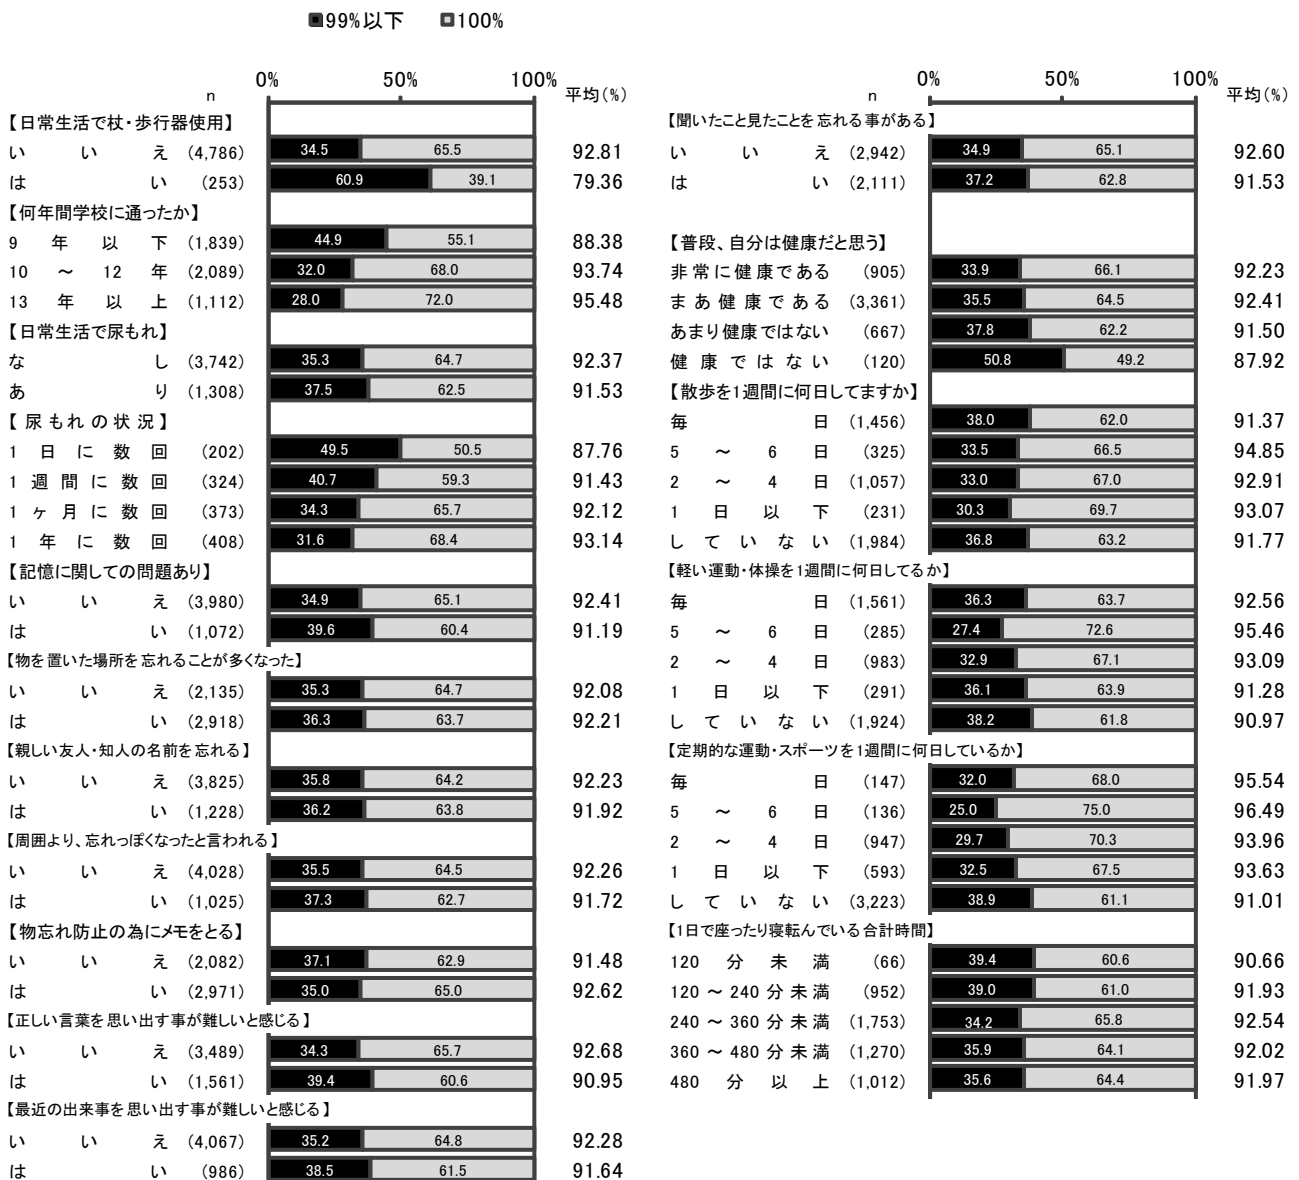 ■99%以下 □100%
0% 50% 100%
n 平均(%)
【日常生活で杖・歩行器使用】
いいえ (4,786) 34.5 65.5 92.81
はい (253) 60.9 39.1 79.36
【何年間学校に通ったか】
9年以下 (1,839) 44.9 55.1 88.38
10～12年 (2,089) 32.0 68.0 93.74
13年以上 (1,112) 28.0 72.0 95.48
【日常生活で尿もれ】
なし (3,742) 35.3 64.7 92.37
あり (1,308) 37.5 62.5 91.53
【尿もれの状況】
1日に数回 (202) 49.5 50.5 87.76
1週間に数回 (324) 40.7 59.3 91.43
1ヶ月に数回 (373) 34.3 65.7 92.12
1年に数回 (408) 31.6 68.4 93.14
【記憶に関しての問題あり】
いいえ (3,980) 34.9 65.1 92.41
はい (1,072) 39.6 60.4 91.19
【物を置いた場所を忘れることが多くなった】
いいえ (2,135) 35.3 64.7 92.08
はい (2,918) 36.3 63.7 92.21
【親しい友人・知人の名前を忘れる】
いいえ (3,825) 35.8 64.2 92.23
はい (1,228) 36.2 63.8 91.92
【周囲より、忘れっぽくなったと言われる】
いいえ (4,028) 35.5 64.5 92.26
はい (1,025) 37.3 62.7 91.72
【物忘れ防止の為にメモをとる】
いいえ (2,082) 37.1 62.9 91.48
はい (2,971) 35.0 65.0 92.62
【正しい言葉を思い出す事が難しいと感じる】
いいえ (3,489) 34.3 65.7 92.68
はい (1,561) 39.4 60.6 90.95
【最近の出来事を思い出す事が難しいと感じる】
いいえ (4,067) 35.2 64.8 92.28
はい (986) 38.5 61.5 91.64
0% 50% 100%
n 平均(%)
【聞いたこと見たことを忘れる事がある】
いいえ (2,942) 34.9 65.1 92.60
はい (2,111) 37.2 62.8 91.53
【普段、自分は健康だと思う】
非常に健康である (905) 33.9 66.1 92.23
まあ健康である (3,361) 35.5 64.5 92.41
あまり健康ではない (667) 37.8 62.2 91.50
健康ではない (120) 50.8 49.2 87.92
【散歩を1週間に何日してますか】
毎日 (1,456) 38.0 62.0 91.37
5～6日 (325) 33.5 66.5 94.85
2～4日 (1,057) 33.0 67.0 92.91
1日以下 (231) 30.3 69.7 93.07
していない (1,984) 36.8 63.2 91.77
【軽い運動・体操を1週間に何日してるか】
毎日 (1,561) 36.3 63.7 92.56
5～6日 (285) 27.4 72.6 95.46
2～4日 (983) 32.9 67.1 93.09
1日以下 (291) 36.1 63.9 91.28
していない (1,924) 38.2 61.8 90.97
【定期的な運動・スポーツを1週間に何日しているか】
毎日 (147) 32.0 68.0 95.54
5～6日 (136) 25.0 75.0 96.49
2～4日 (947) 29.7 70.3 93.96
1日以下 (593) 32.5 67.5 93.63
していない (3,223) 38.9 61.1 91.01
【1日で座ったり寝転んでいる合計時間】
120分未満 (66) 39.4 60.6 90.66
120～240分未満 (952) 39.0 61.0 91.93
240～360分未満 (1,753) 34.2 65.8 92.54
360～480分未満 (1,270) 35.9 64.1 92.02
480分以上 (1,012) 35.6 64.4 91.97